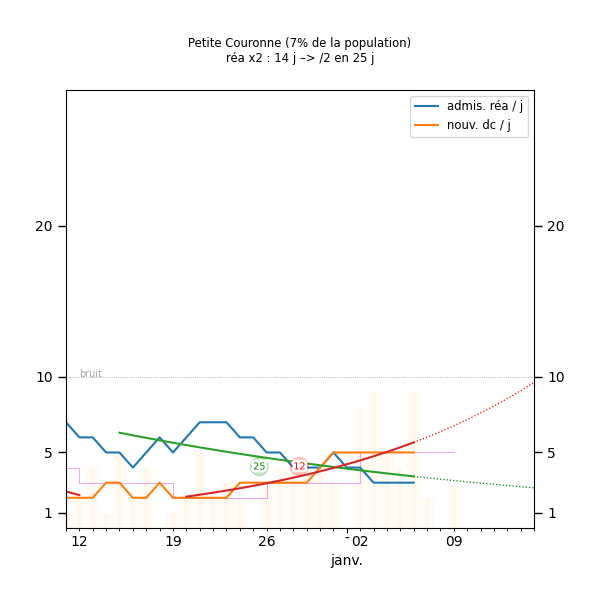 Petite Couronne (7% de la population)
réa x2 : 14 j –> /2 en 25 j
admis. réa / j
nouv. dc / j
20
20
bruit
10
10
5
5
25
12
1
1
12
19
26
02
09
janv.